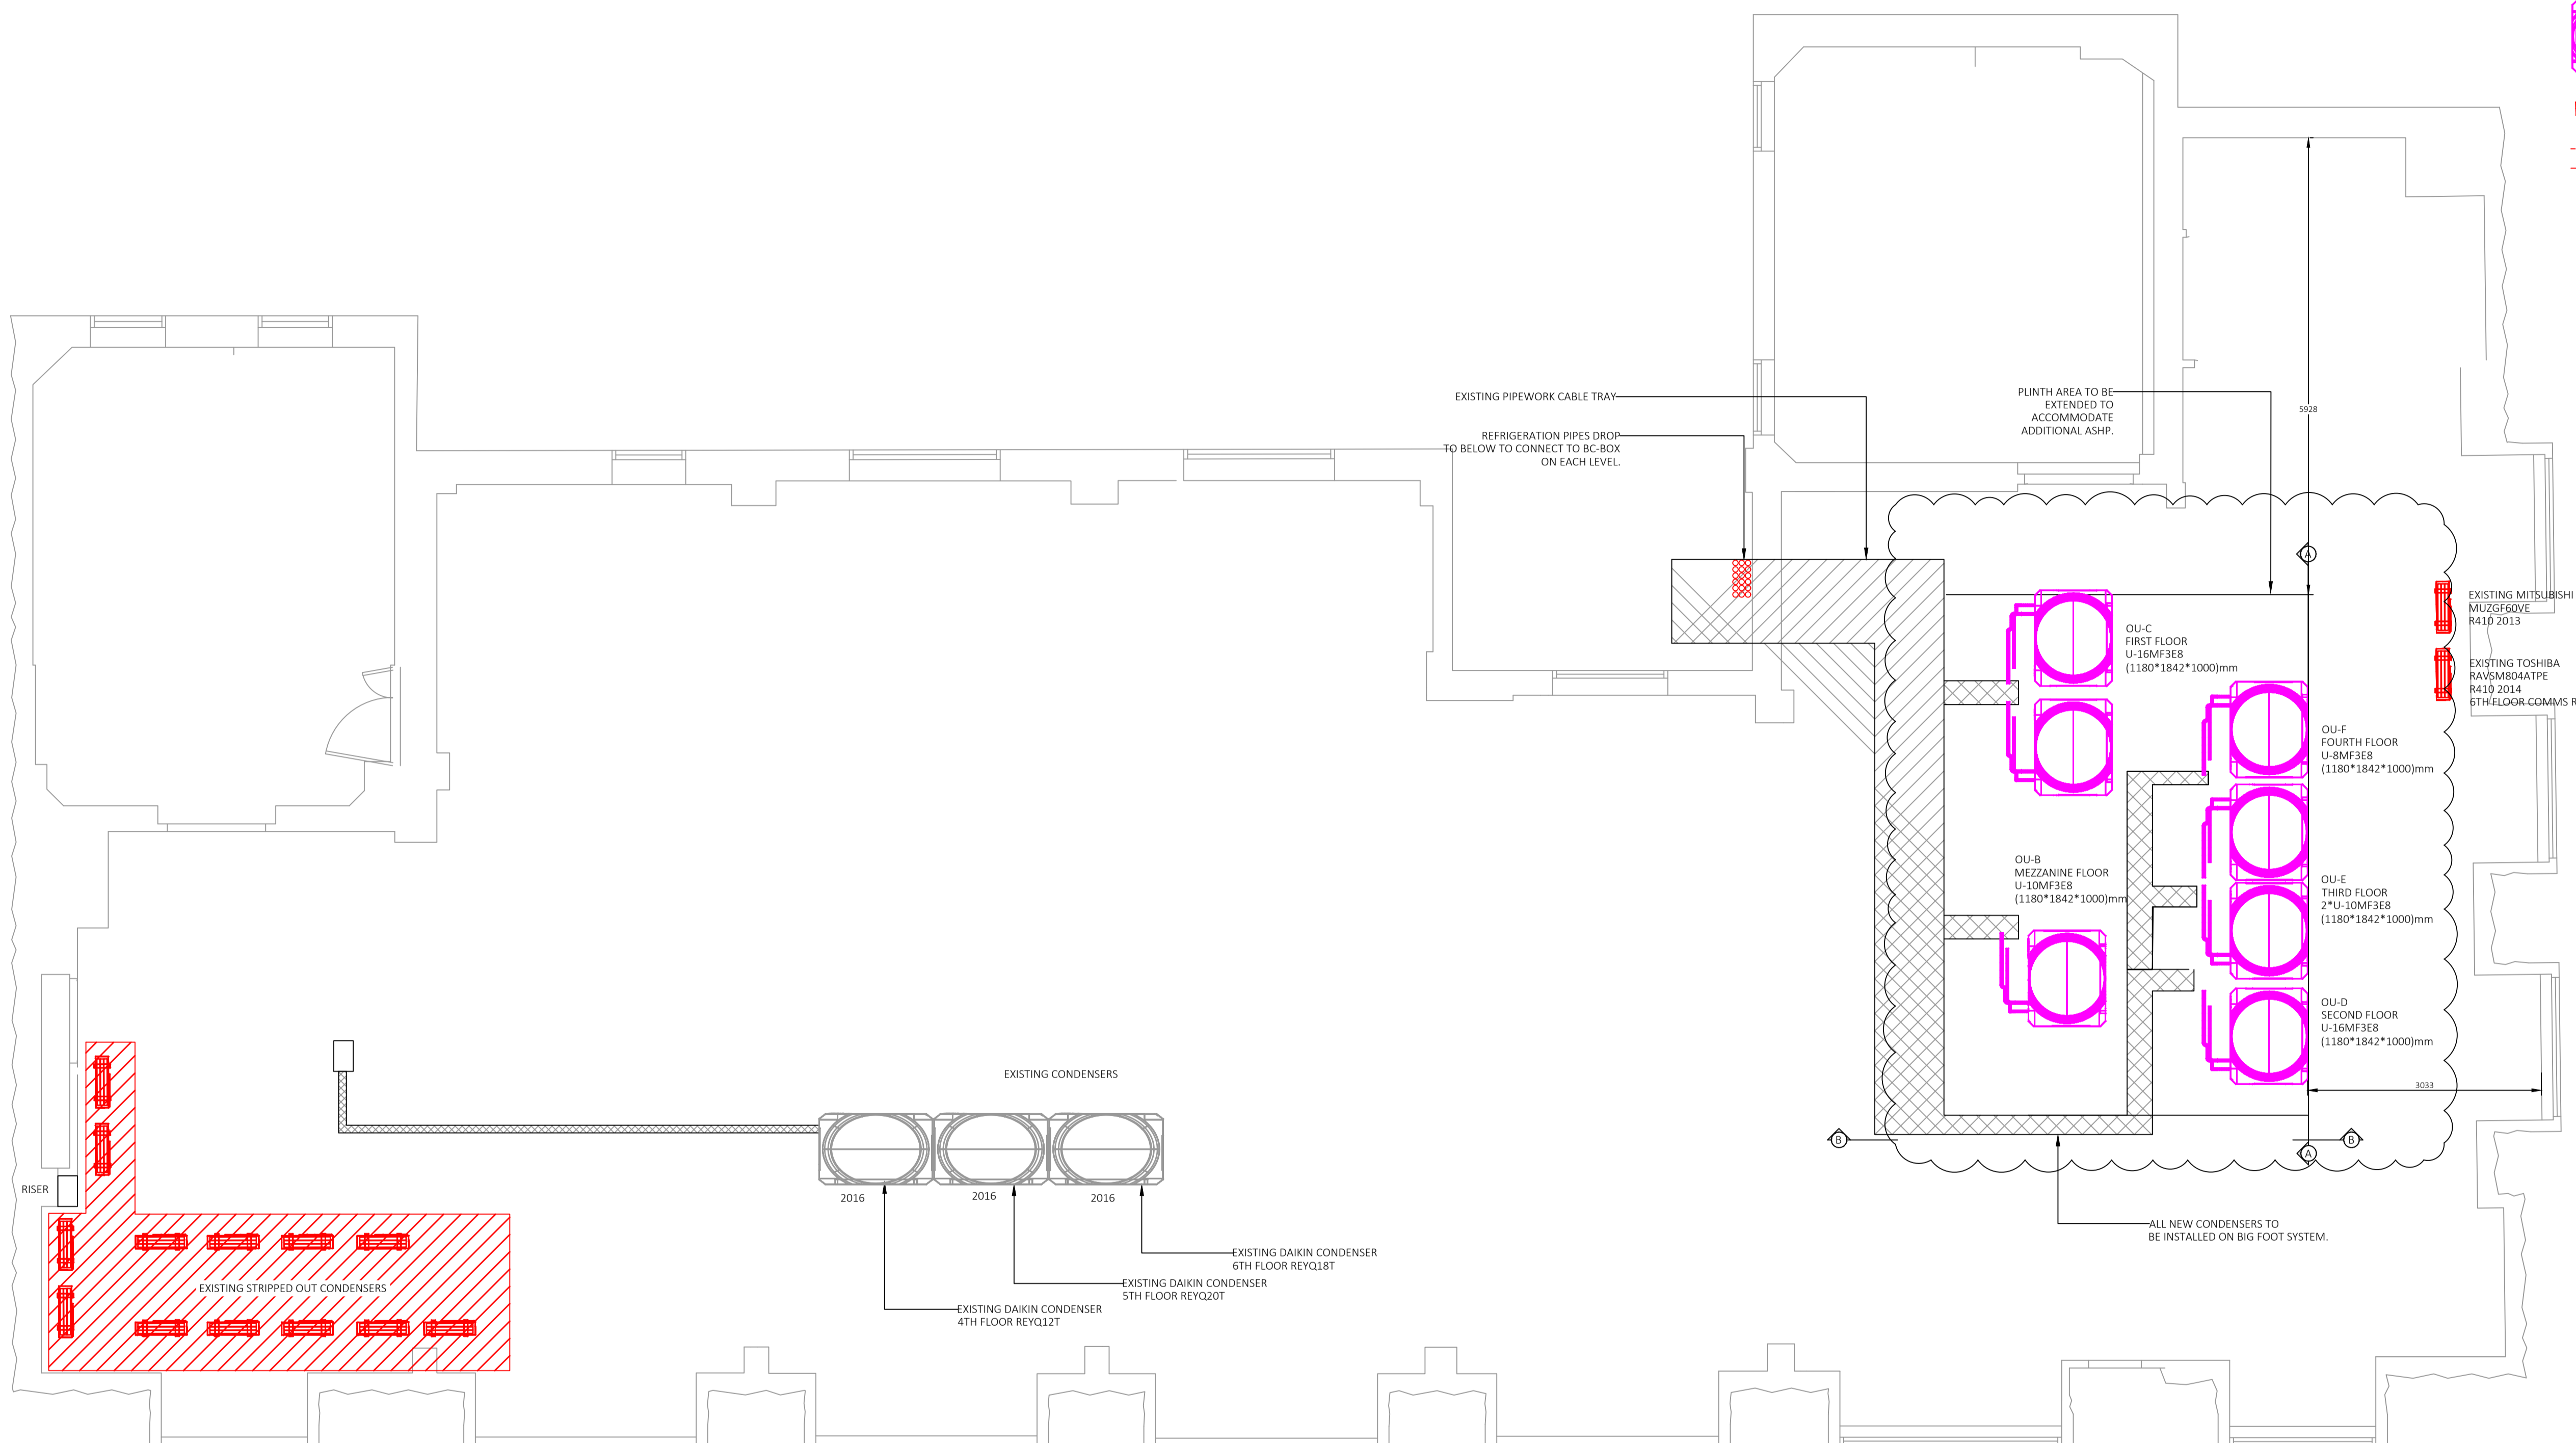 EXISTING PIPEWORK CABLE TRAY
REFRIGERATION PIPES DROP
TO BELOW TO CONNECT TO BC-BOX
ON EACH LEVEL.
PLINTH AREA TO BE
EXTENDED TO
ACCOMMODATE
ADDITIONAL ASHP.
5928
A
EXISTING MITSUBISHI
MUZGF60VE
R410 2013
EXISTING TOSHIBA
RAVSM804ATPE
R410 2014
6TH FLOOR COMMS R
OU-C
FIRST FLOOR
U-16MF3E8
(1180*1842*1000)mm
OU-F
FOURTH FLOOR
U-8MF3E8
(1180*1842*1000)mm
OU-B
MEZZANINE FLOOR
U-10MF3E8
(1180*1842*1000)mm
OU-E
THIRD FLOOR
2*U-10MF3E8
(1180*1842*1000)mm
OU-D
SECOND FLOOR
U-16MF3E8
(1180*1842*1000)mm
3033
B
B
A
ALL NEW CONDENSERS TO
BE INSTALLED ON BIG FOOT SYSTEM.
EXISTING CONDENSERS
2016
2016
2016
EXISTING DAIKIN CONDENSER
6TH FLOOR REYQ18T
EXISTING DAIKIN CONDENSER
5TH FLOOR REYQ20T
EXISTING DAIKIN CONDENSER
4TH FLOOR REYQ12T
RISER
EXISTING STRIPPED OUT CONDENSERS